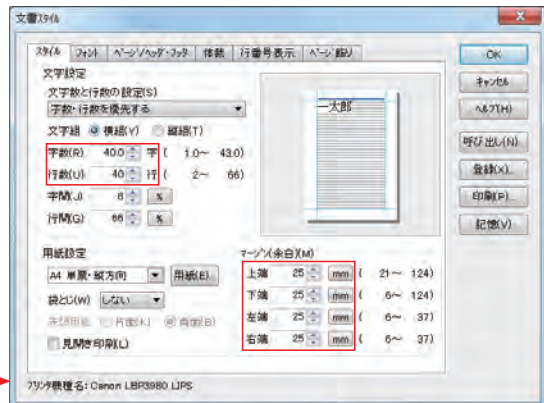 文書スタイル
スタイル フォント ページ/ヘッダ・フッタ 体裁 行番号表示 ページ飾り
OK
キャンセル
ヘルプ(H)
呼び出し(N)
登録(X)...
印刷(P)...
記憶(V)
文字設定
文字数と行数の設定(S)
字数・行数を優先する
文字組 横組(Y) 縦組(T)
字数(R) 40.0 字 ( 1.0~ 43.0)
行数(U) 40 行 ( 2~ 66)
字間(J) 8 %
行間(G) 66 %
一太郎
用紙設定
A4 単票・縦方向 用紙(E)...
袋とじ(W) しない
片面(K) 両面(B)
見開き印刷(L)
マージン(余白)(M)
上端 25 mm ( 21~ 124)
下端 25 mm ( 6~ 124)
左端 25 mm ( 6~ 37)
右端 25 mm ( 6~ 37)
プリンタ機種名: Canon LBP3980 LIPS